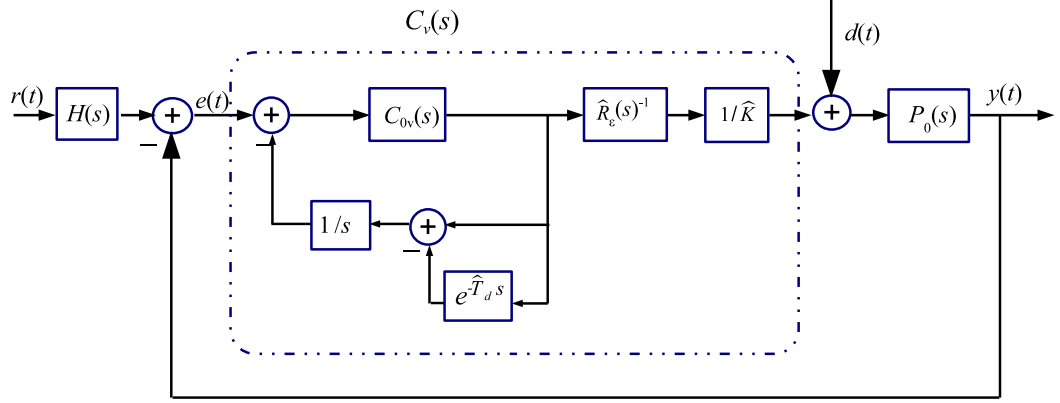 C_v(s)
d(t)
r(t)
H(s)
+
−
e(t)
+
−
C_0v(s)
R̂_ε(s)^-1
1/K̂
+
P_0(s)
y(t)
1/s
+
−
e^-T̂_d s